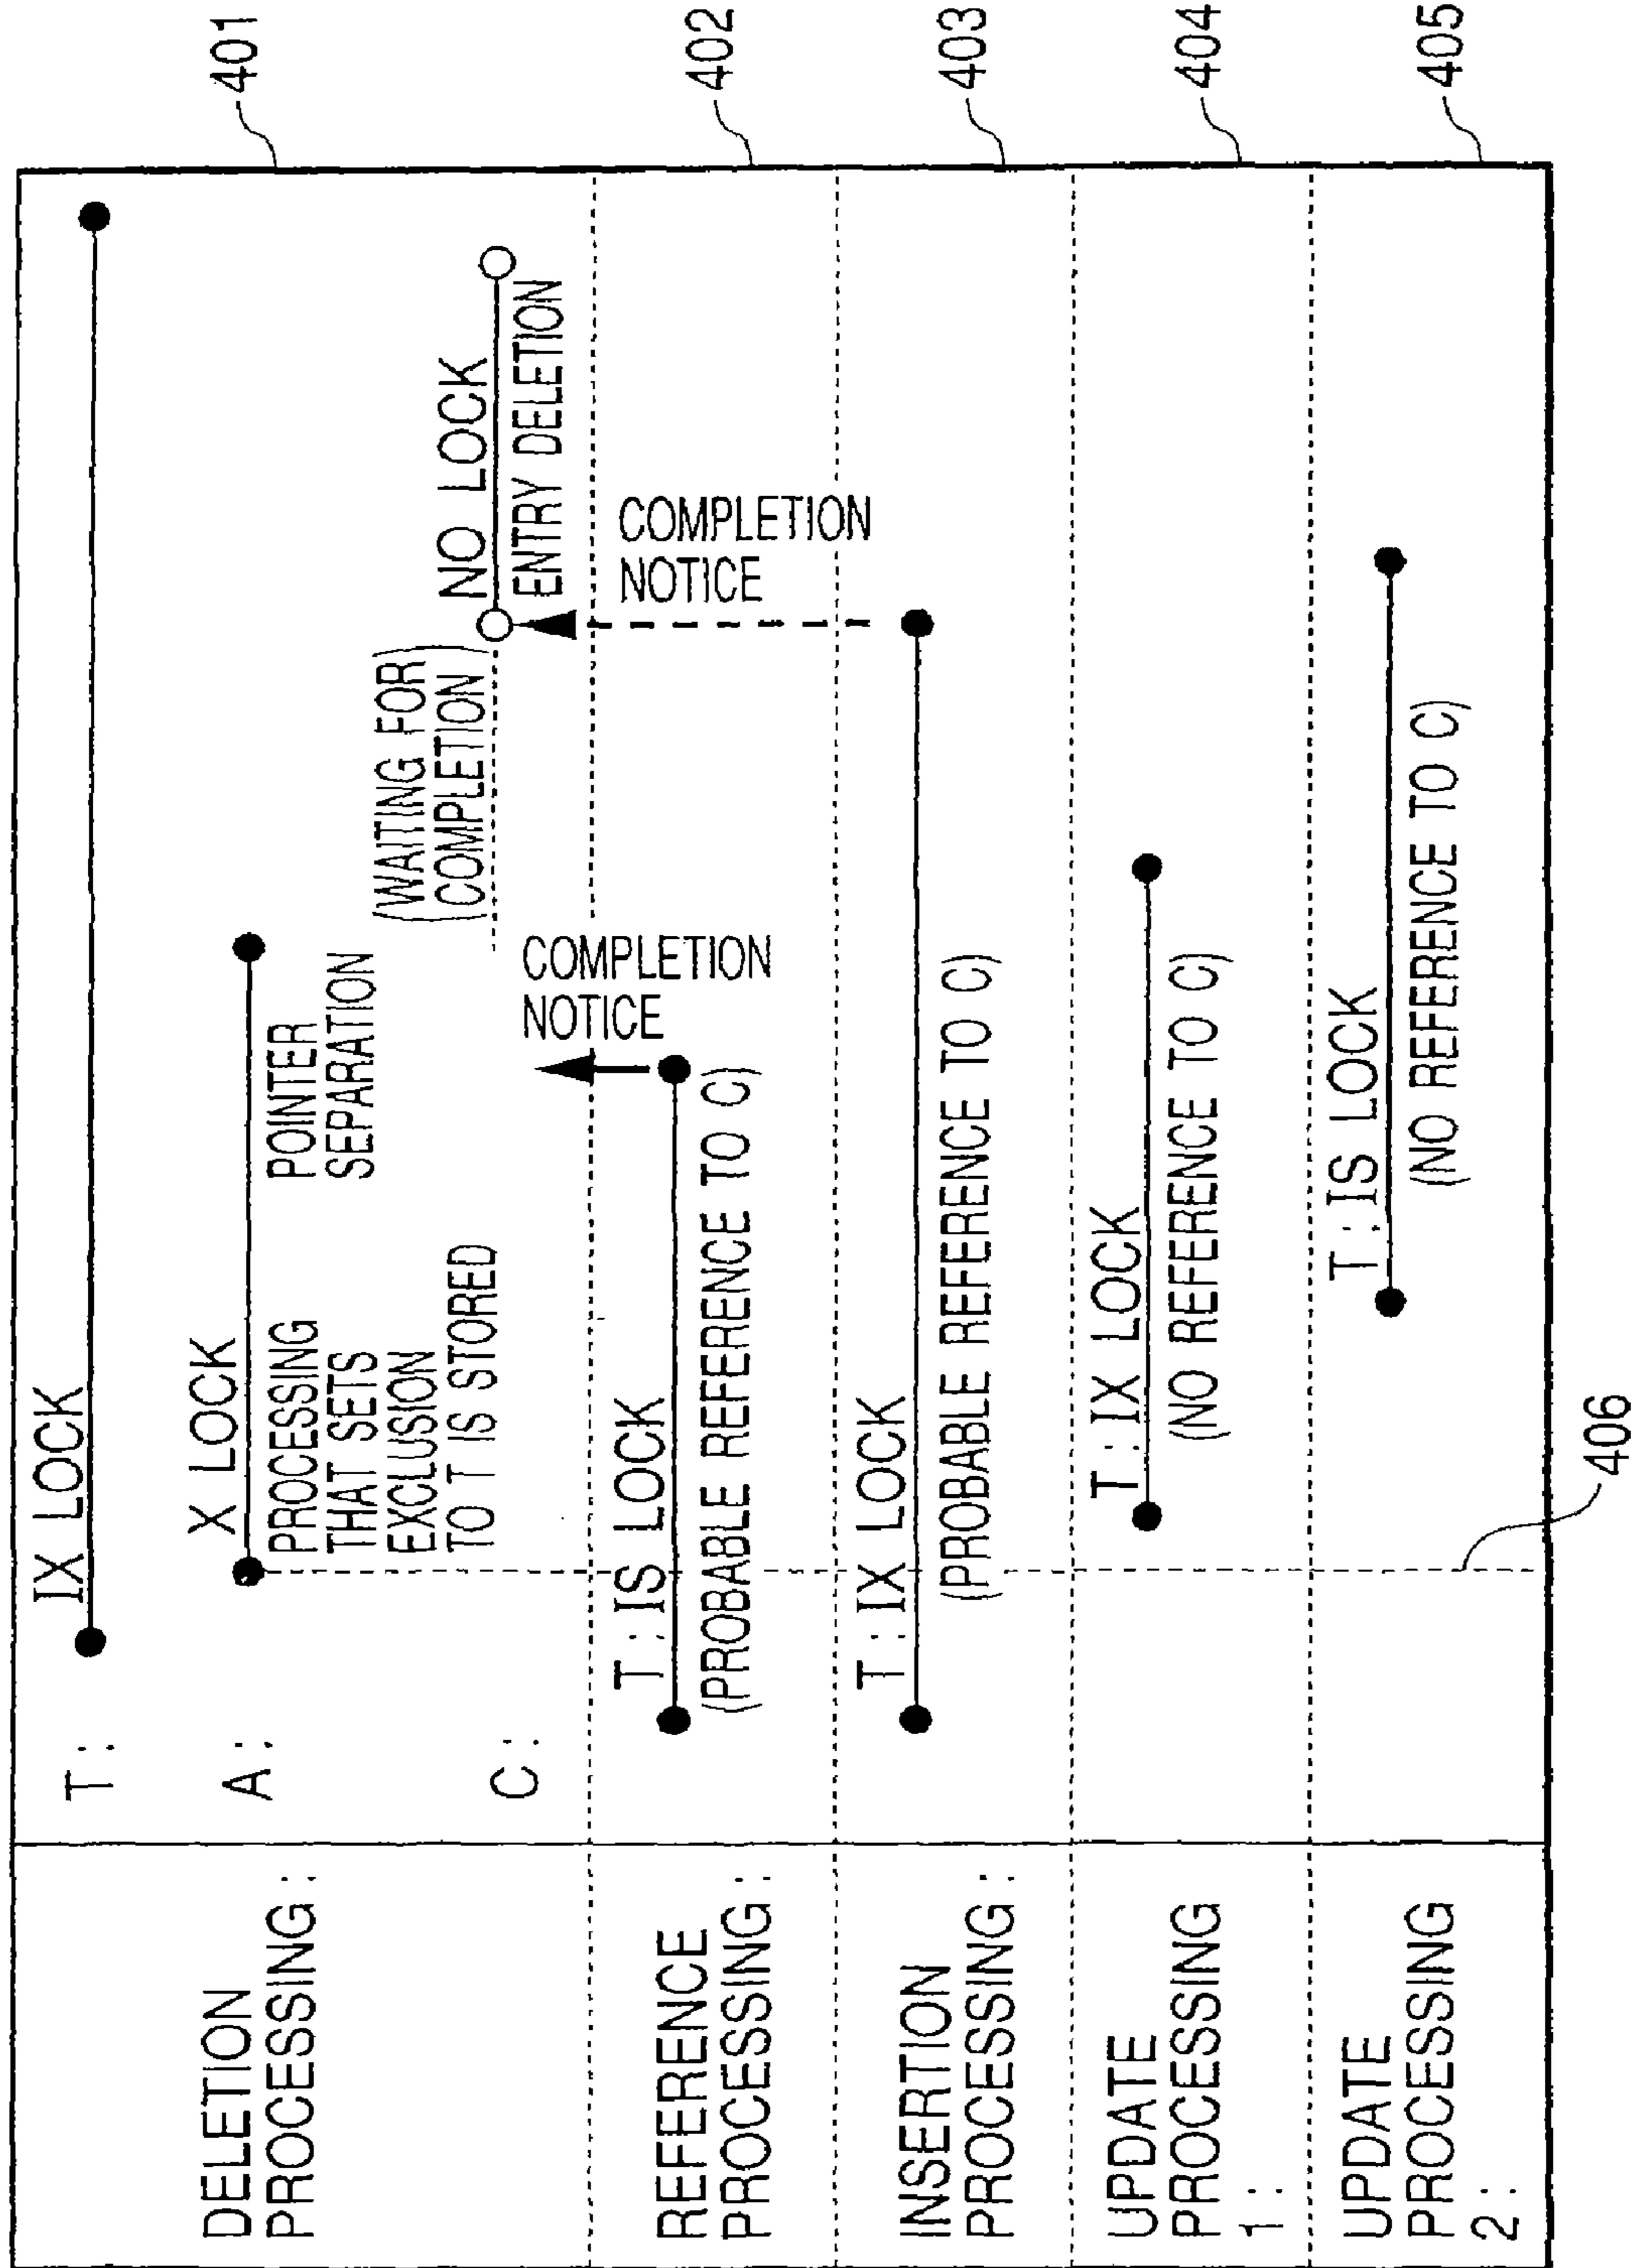 DELETION
PROCESSING :
T :
IX LOCK
A :
X LOCK
PROCESSING
THAT SETS
EXCLUSION
TO T IS STORED
POINTER
SEPARATION
C :
(WAITING FOR)
(COMPLETION)
NO LOCK
ENTRY DELETION
401
REFERENCE
PROCESSING :
T : IS LOCK
(PROBABLE REFERENCE TO C)
COMPLETION
NOTICE
COMPLETION
NOTICE
402
INSERTION
PROCESSING :
T : IX LOCK
(PROBABLE REFERENCE TO C)
403
UPDATE
PROCESSING
1 :
T : IX LOCK
(NO REFERENCE TO C)
404
UPDATE
PROCESSING
2 :
T : IS LOCK
(NO REFERENCE TO C)
405
406